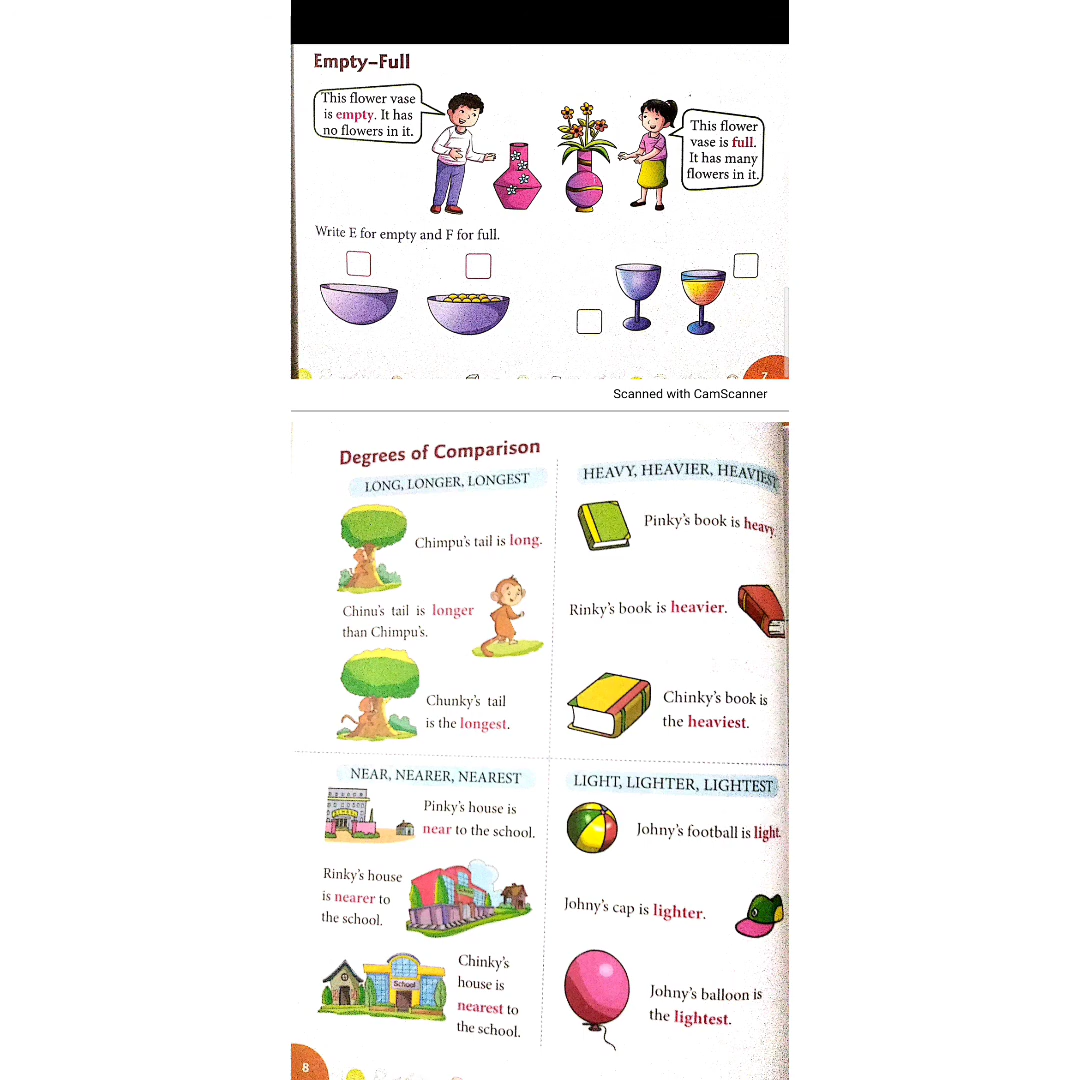 Empty–Full
This flower vase
is empty. It has
no flowers in it.
This flower
vase is full.
It has many
flowers in it.
Write E for empty and F for full.
7
Scanned with CamScanner
Degrees of Comparison
LONG, LONGER, LONGEST
Chimpu's tail is long.
Chinu's tail is longer
than Chimpu's.
Chunky's tail
is the longest.
HEAVY, HEAVIER, HEAVIEST
Pinky's book is heavy.
Rinky's book is heavier.
Chinky's book is
the heaviest.
NEAR, NEARER, NEAREST
Pinky's house is
near to the school.
Rinky's house
is nearer to
the school.
School
Chinky's
house is
nearest to
the school.
LIGHT, LIGHTER, LIGHTEST
Johny's football is light.
Johny's cap is lighter.
Johny's balloon is
the lightest.
8